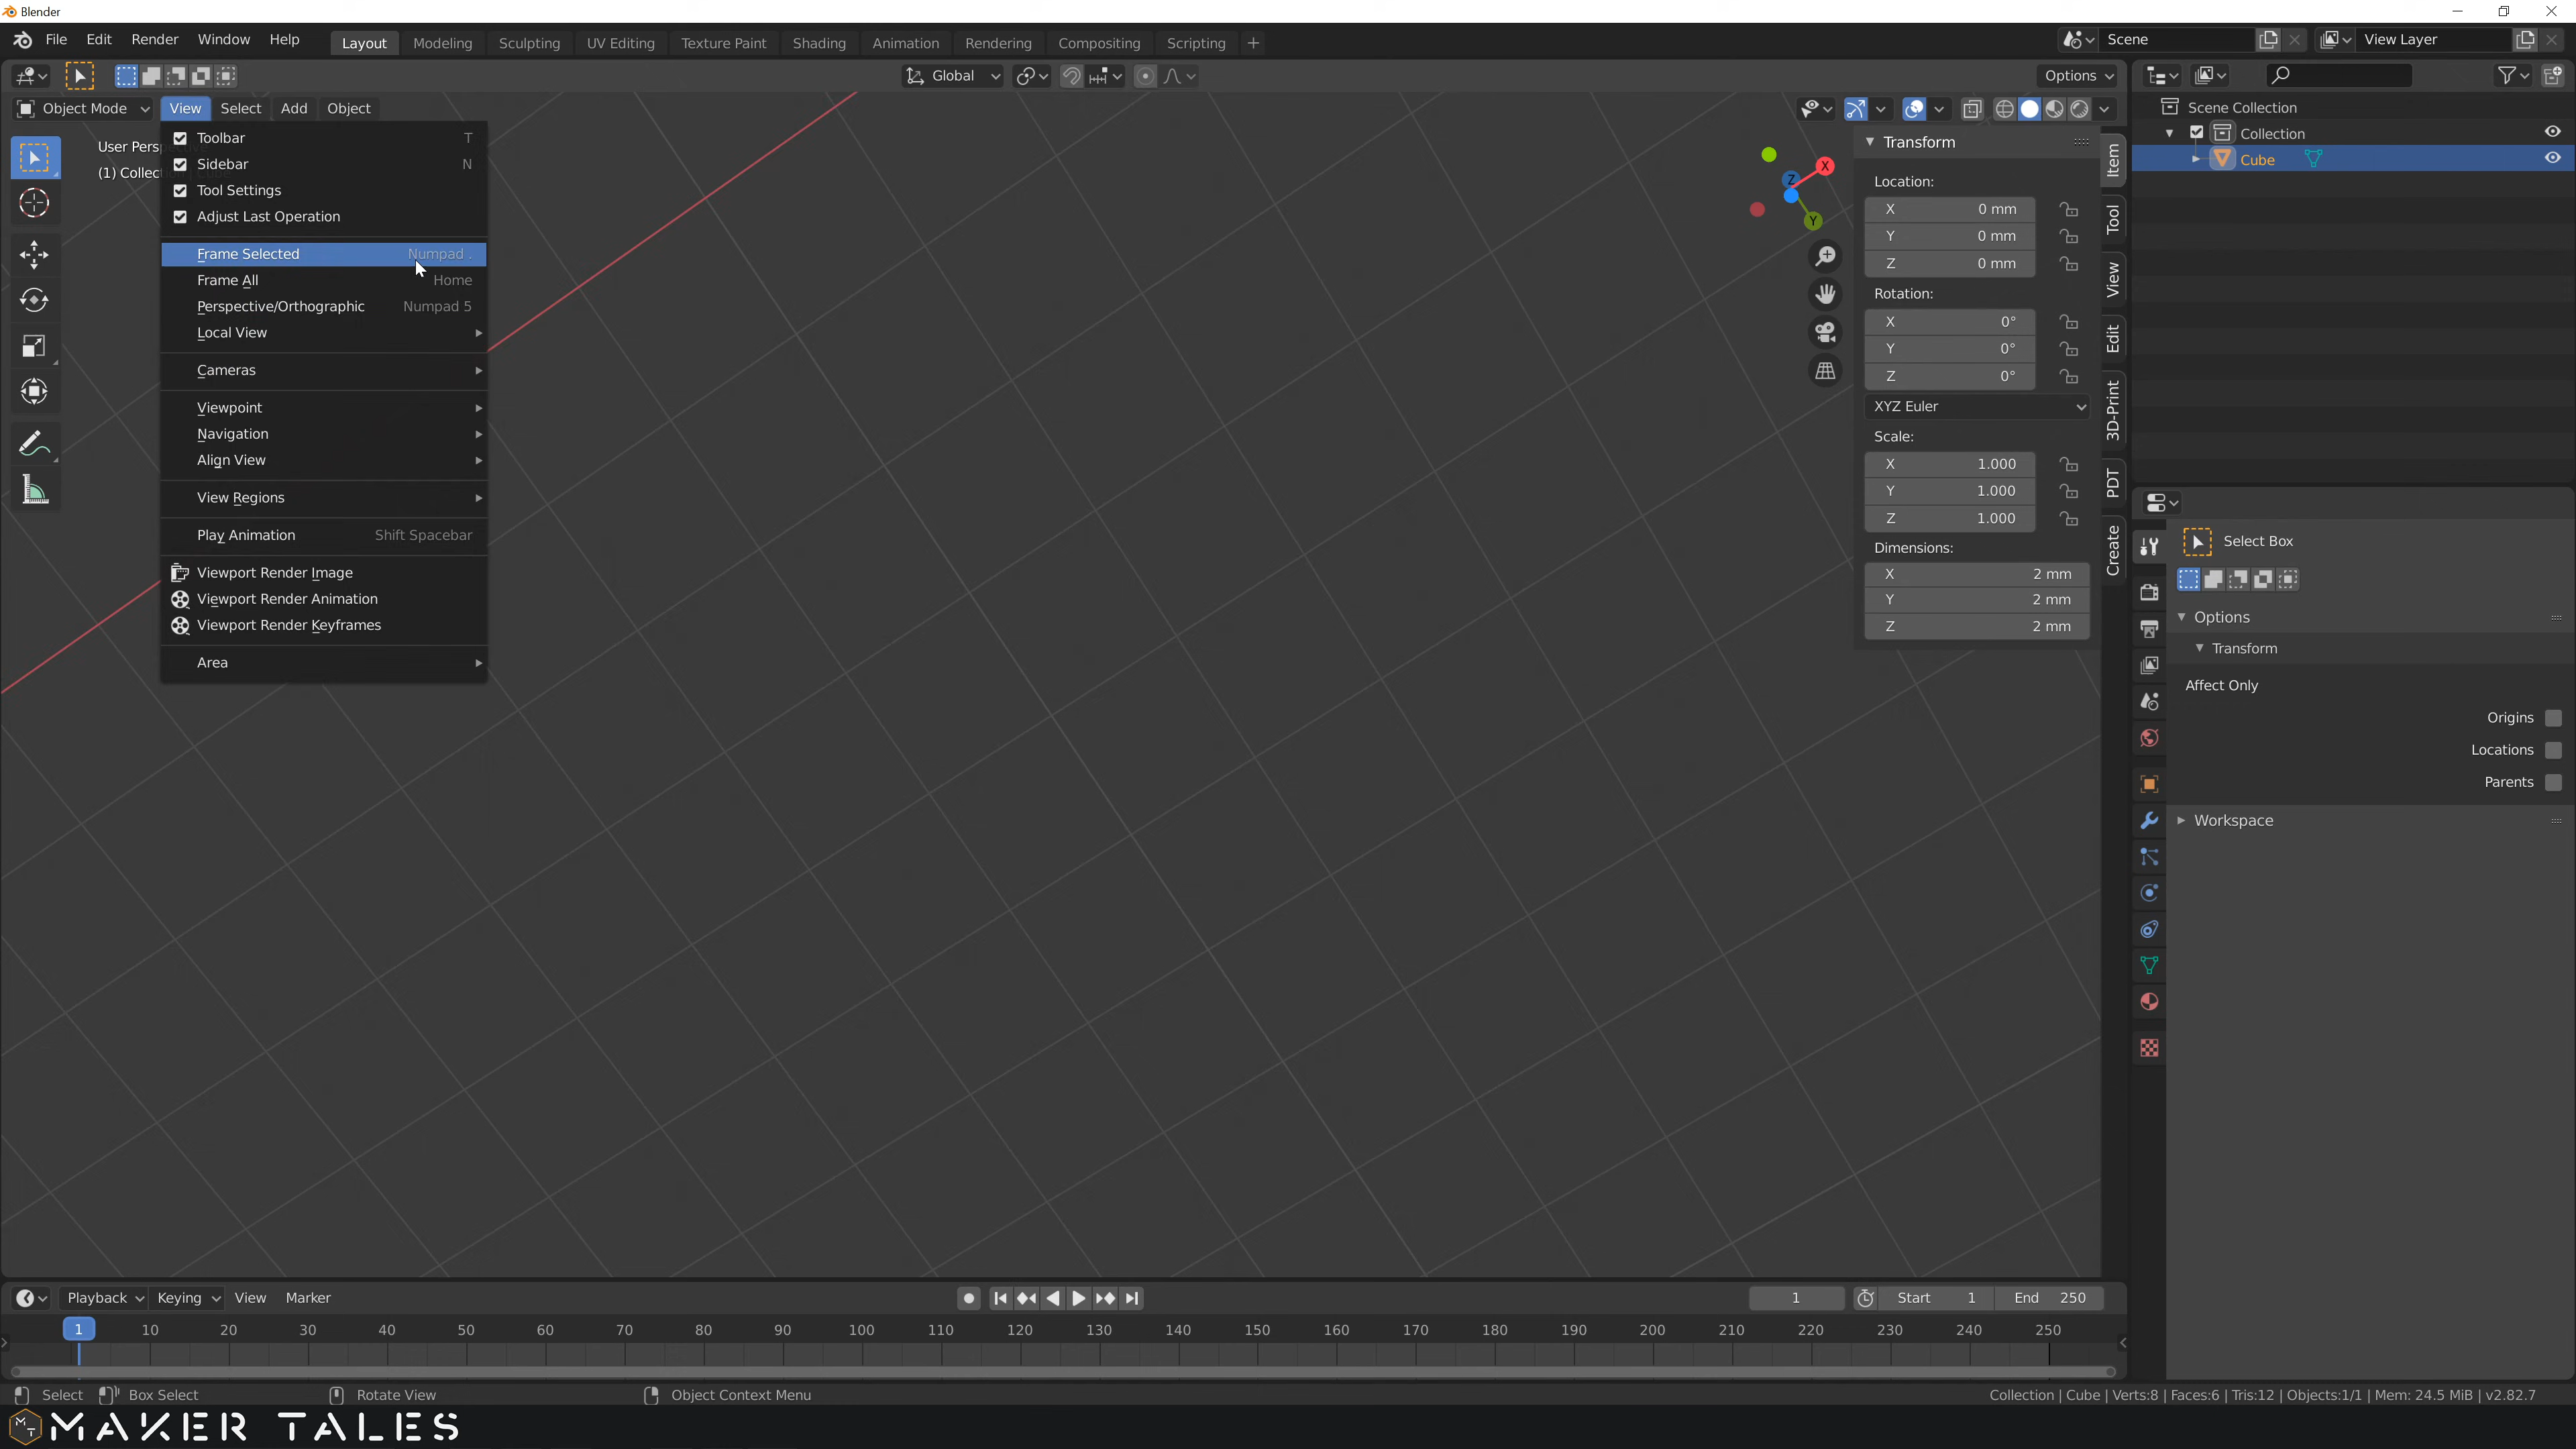 Blender
File Edit Render Window Help Layout Modeling Sculpting UV Editing Texture Paint Shading Animation Rendering Compositing Scripting + Scene View Layer
Global Options
Object Mode View Select Add Object
User Persp
(1) Collec
Toolbar T
Sidebar N
Tool Settings
Adjust Last Operation
Frame Selected Numpad .
Frame All Home
Perspective/Orthographic Numpad 5
Local View
Cameras
Viewpoint
Navigation
Align View
View Regions
Play Animation Shift Spacebar
Viewport Render Image
Viewport Render Animation
Viewport Render Keyframes
Area
X
Z
Y
Transform
Location:
X 0 mm
Y 0 mm
Z 0 mm
Rotation:
X 0°
Y 0°
Z 0°
XYZ Euler
Scale:
X 1.000
Y 1.000
Z 1.000
Dimensions:
X 2 mm
Y 2 mm
Z 2 mm
Item
Tool
View
Edit
3D-Print
PDT
Create
Scene Collection
Collection
Cube
Select Box
Options
Transform
Affect Only
Origins
Locations
Parents
Workspace
Playback Keying View Marker 1 Start 1 End 250
1 10 20 30 40 50 60 70 80 90 100 110 120 130 140 150 160 170 180 190 200 210 220 230 240 250
Select Box Select Rotate View Object Context Menu Collection | Cube | Verts:8 | Faces:6 | Tris:12 | Objects:1/1 | Mem: 24.5 MiB | v2.82.7
MT MAKER TALES